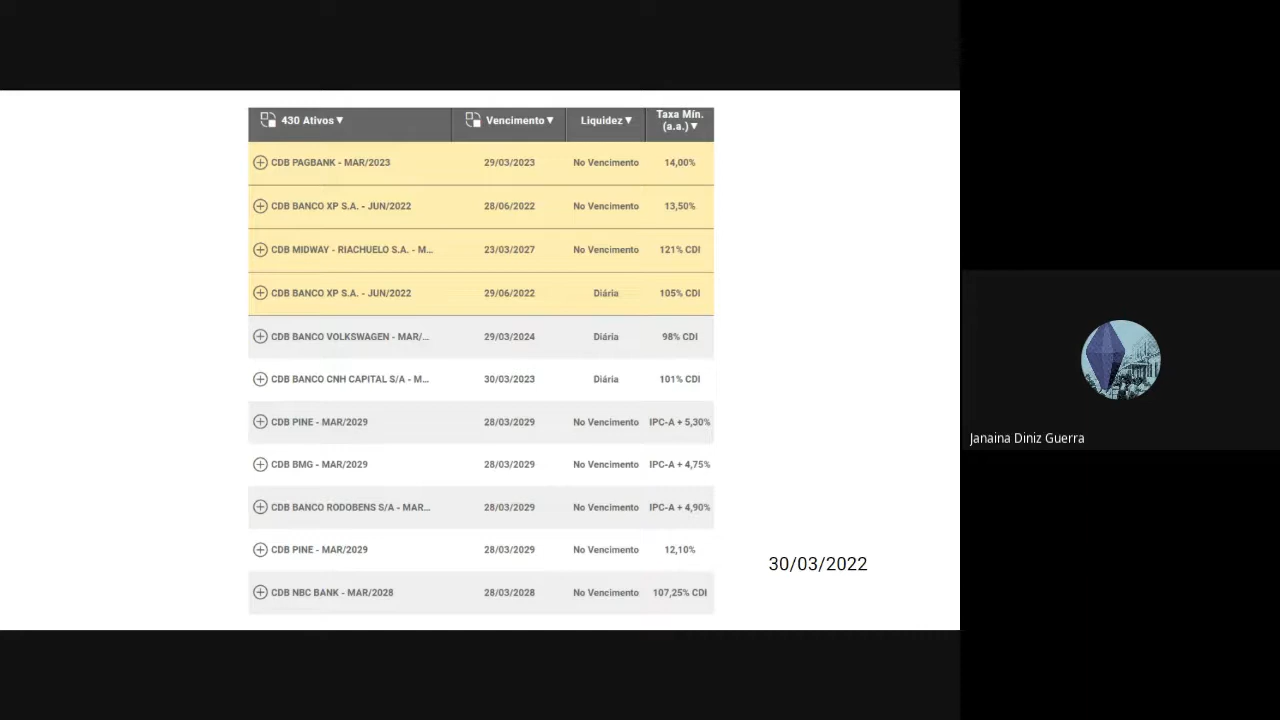 430 Ativos▼ Vencimento▼ Liquidez▼ Taxa Mín. (a.a.)▼
CDB PAGBANK - MAR/2023 29/03/2023 No Vencimento 14,00%
CDB BANCO XP S.A. - JUN/2022 28/06/2022 No Vencimento 13,50%
CDB MIDWAY - RIACHUELO S.A. - M... 23/03/2027 No Vencimento 121% CDI
CDB BANCO XP S.A. - JUN/2022 29/06/2022 Diária 105% CDI
CDB BANCO VOLKSWAGEN - MAR/... 29/03/2024 Diária 98% CDI
CDB BANCO CNH CAPITAL S/A - M... 30/03/2023 Diária 101% CDI
CDB PINE - MAR/2029 28/03/2029 No Vencimento IPC-A + 5,30%
CDB BMG - MAR/2029 28/03/2029 No Vencimento IPC-A + 4,75%
CDB BANCO RODOBENS S/A - MAR... 28/03/2029 No Vencimento IPC-A + 4,90%
CDB PINE - MAR/2029 28/03/2029 No Vencimento 12,10%
CDB NBC BANK - MAR/2028 28/03/2028 No Vencimento 107,25% CDI
30/03/2022
Janaina Diniz Guerra